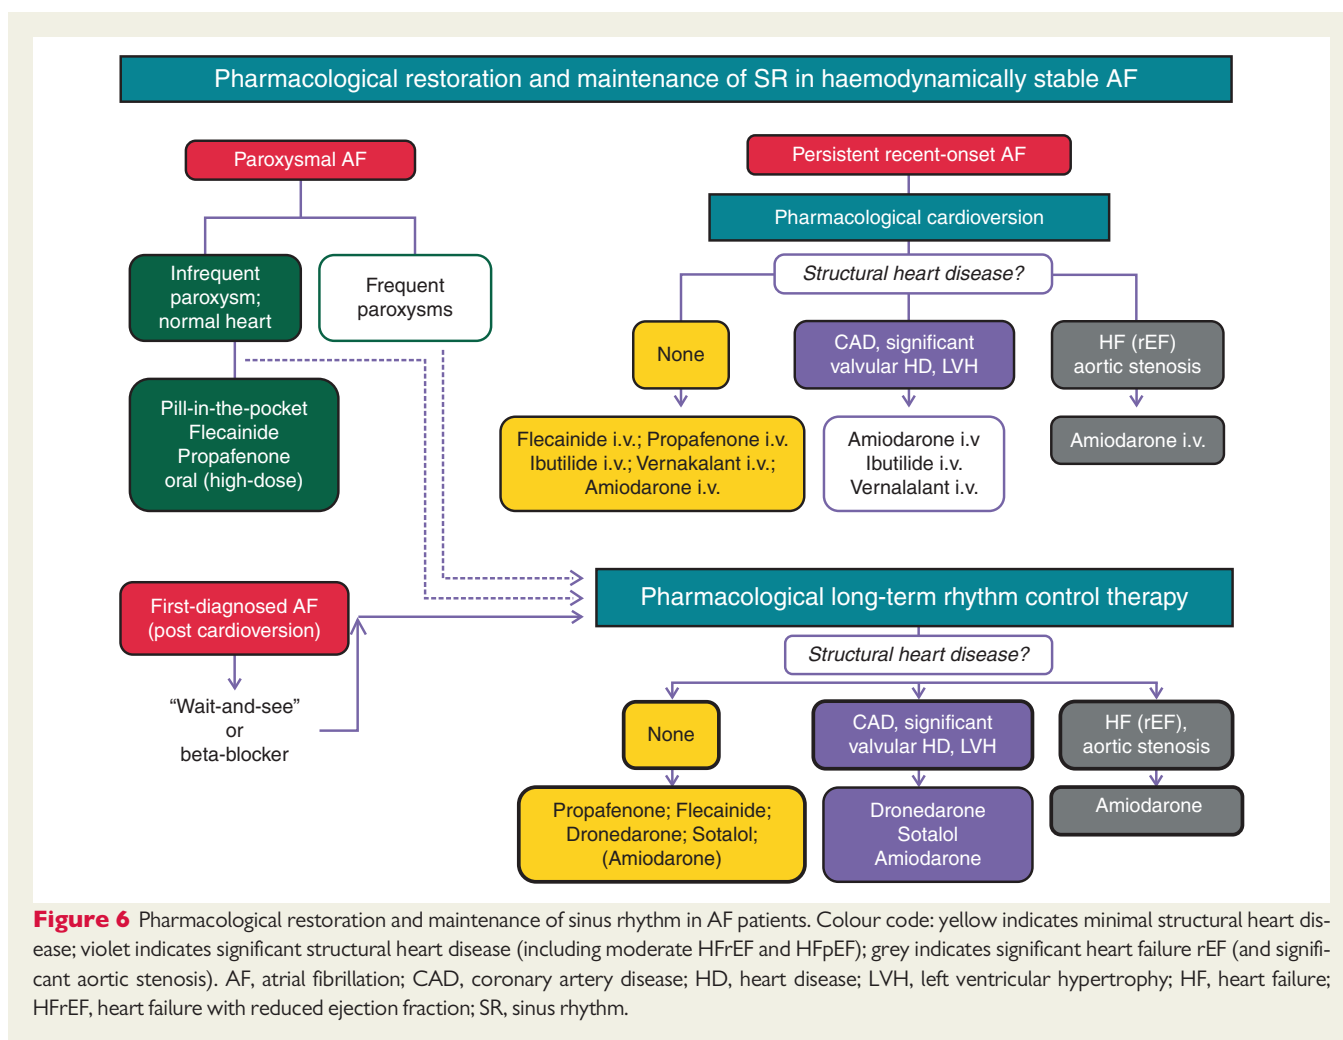 Pharmacological restoration and maintenance of SR in haemodynamically stable AF
Paroxysmal AF
Infrequent
paroxysm;
normal heart
Frequent
paroxysms
Pill-in-the-pocket
Flecainide
Propafenone
oral (high-dose)
First-diagnosed AF
(post cardioversion)
“Wait-and-see”
or
beta-blocker
Persistent recent-onset AF
Pharmacological cardioversion
Structural heart disease?
None
CAD, significant
valvular HD, LVH
HF (rEF)
aortic stenosis
Flecainide i.v.; Propafenone i.v.
Ibutilide i.v.; Vernakalant i.v.;
Amiodarone i.v.
Amiodarone i.v
Ibutilide i.v.
Vernalalant i.v.
Amiodarone i.v.
Pharmacological long-term rhythm control therapy
Structural heart disease?
None
CAD, significant
valvular HD, LVH
HF (rEF),
aortic stenosis
Propafenone; Flecainide;
Dronedarone; Sotalol;
(Amiodarone)
Dronedarone
Sotalol
Amiodarone
Amiodarone
Figure 6 Pharmacological restoration and maintenance of sinus rhythm in AF patients. Colour code: yellow indicates minimal structural heart dis-
ease; violet indicates significant structural heart disease (including moderate HFrEF and HFpEF); grey indicates significant heart failure rEF (and signifi-
cant aortic stenosis). AF, atrial fibrillation; CAD, coronary artery disease; HD, heart disease; LVH, left ventricular hypertrophy; HF, heart failure;
HFrEF, heart failure with reduced ejection fraction; SR, sinus rhythm.